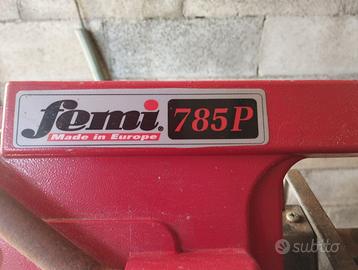 femi.
Made in Europe
785P
subito